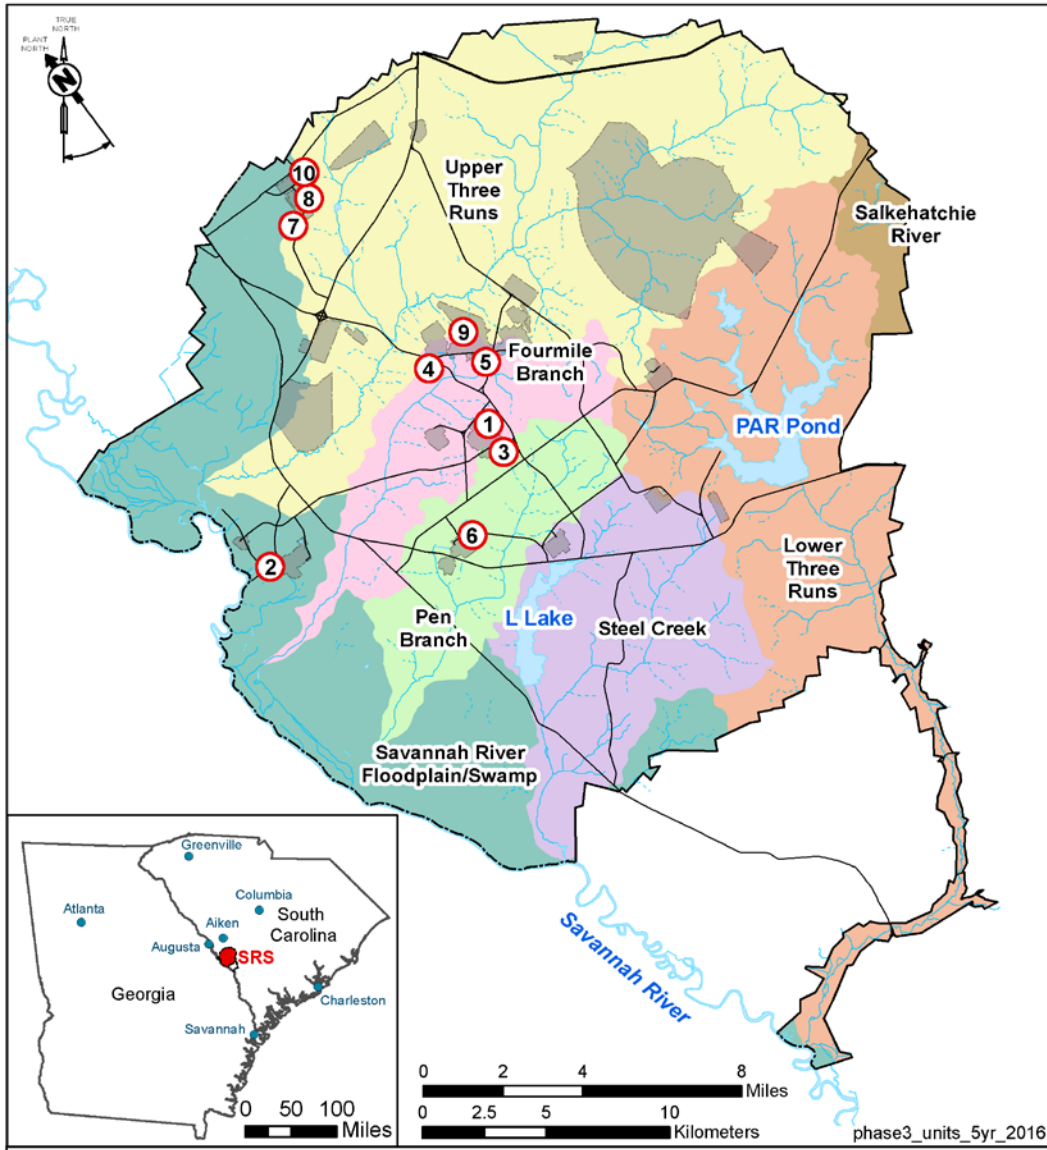 TRUE
NORTH
PLANT
NORTH
N
Upper
Three
Runs
10
8
7
Salkehatchie
River
9
4
5
Fourmile
Branch
1
3
PAR Pond
6
2
Lower
Three
Runs
Pen
Branch
L Lake
Steel Creek
Savannah River
Floodplain/Swamp
Savannah River
Greenville
Columbia
Atlanta
Aiken
South
Carolina
Augusta
SRS
Georgia
Charleston
Savannah
0 50 100
Miles
0 2 4 8
Miles
0 2.5 5 10
Kilometers
phase3_units_5yr_2016